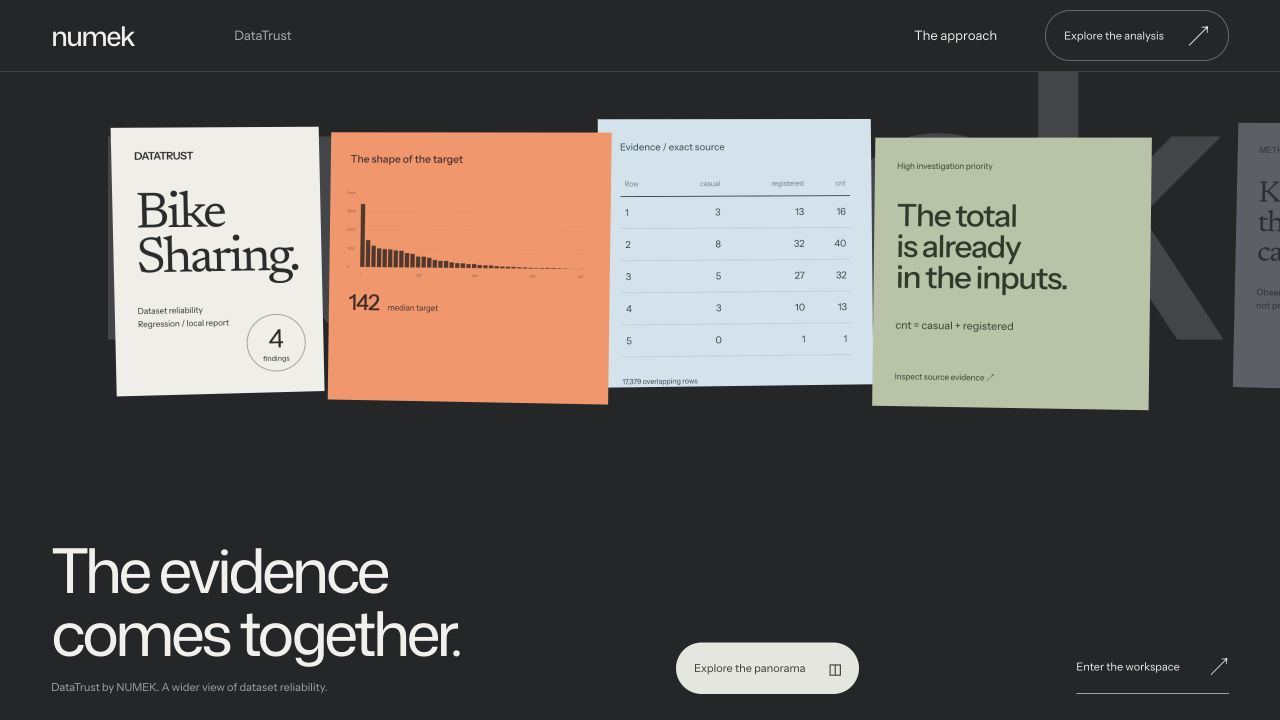 numek
DataTrust
The approach
Explore the analysis
DATATRUST
Bike
Sharing.
Dataset reliability
Regression / local report
4
findings
The shape of the target
142 median target
Evidence / exact source
Row casual registered cnt
1 3 13 16
2 8 32 40
3 5 27 32
4 3 10 13
5 0 1 1
17,379 overlapping rows
High investigation priority
The total
is already
in the inputs.
cnt = casual + registered
Inspect source evidence
The evidence
comes together.
DataTrust by NUMEK. A wider view of dataset reliability.
Explore the panorama
Enter the workspace